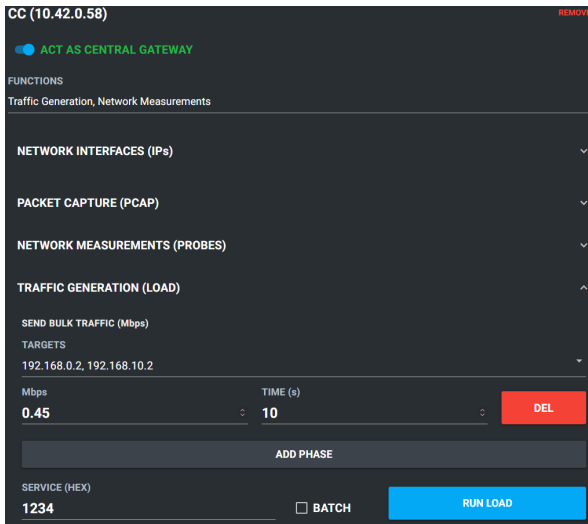 CC (10.42.0.58) REMOVE
ACT AS CENTRAL GATEWAY
FUNCTIONS
Traffic Generation, Network Measurements
NETWORK INTERFACES (IPs)
PACKET CAPTURE (PCAP)
NETWORK MEASUREMENTS (PROBES)
TRAFFIC GENERATION (LOAD)
SEND BULK TRAFFIC (Mbps)
TARGETS
192.168.0.2, 192.168.10.2
Mbps TIME (s)
0.45 10 DEL
ADD PHASE
SERVICE (HEX)
1234 BATCH RUN LOAD